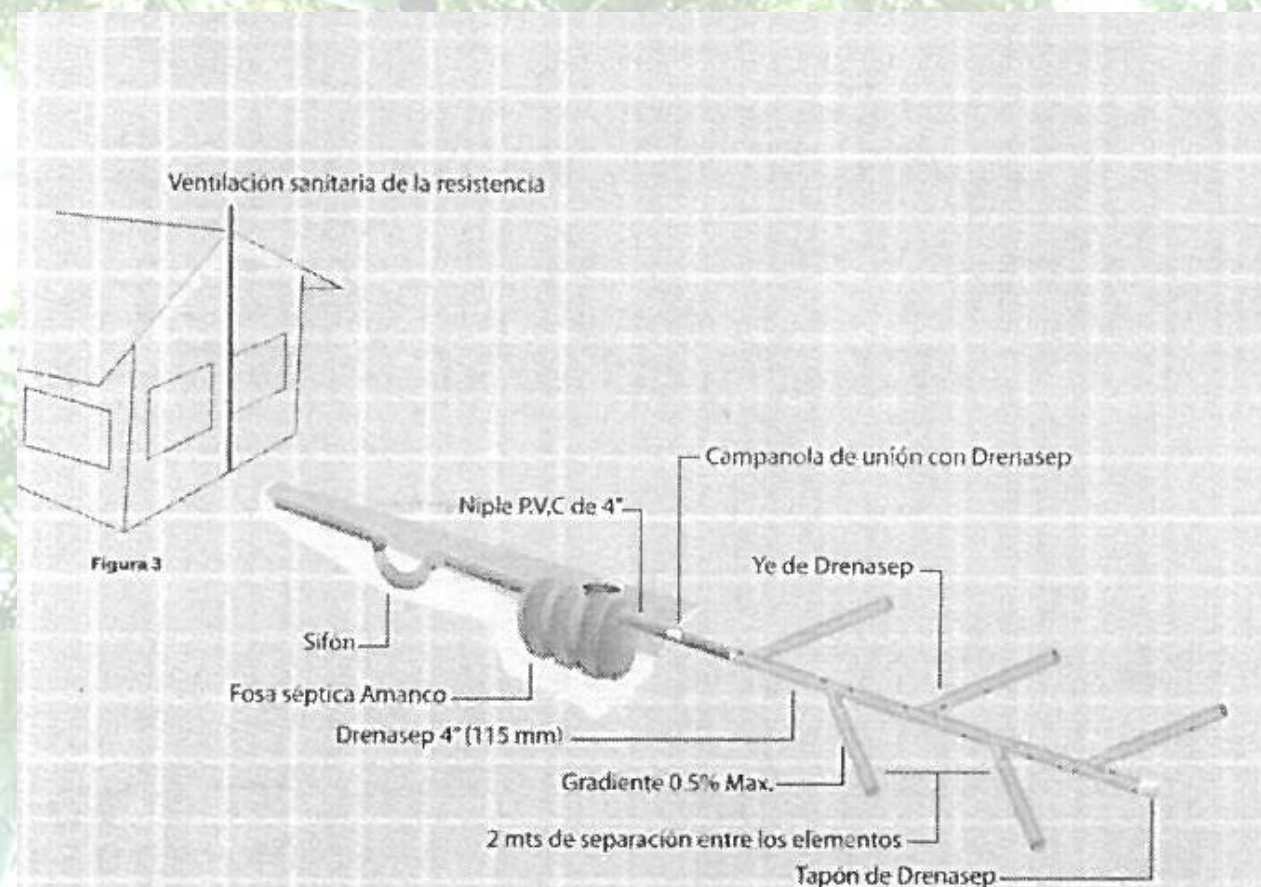 Ventilación sanitaria de la resistencia
Campanola de unión con Drenasep
Niple P.V,C de 4"
Figura 3
Ye de Drenasep
Sifón
Fosa séptica Amanco
Drenasep 4" (115 mm)
Gradiente 0.5% Max.
2 mts de separación entre los elementos
Tapón de Drenasep